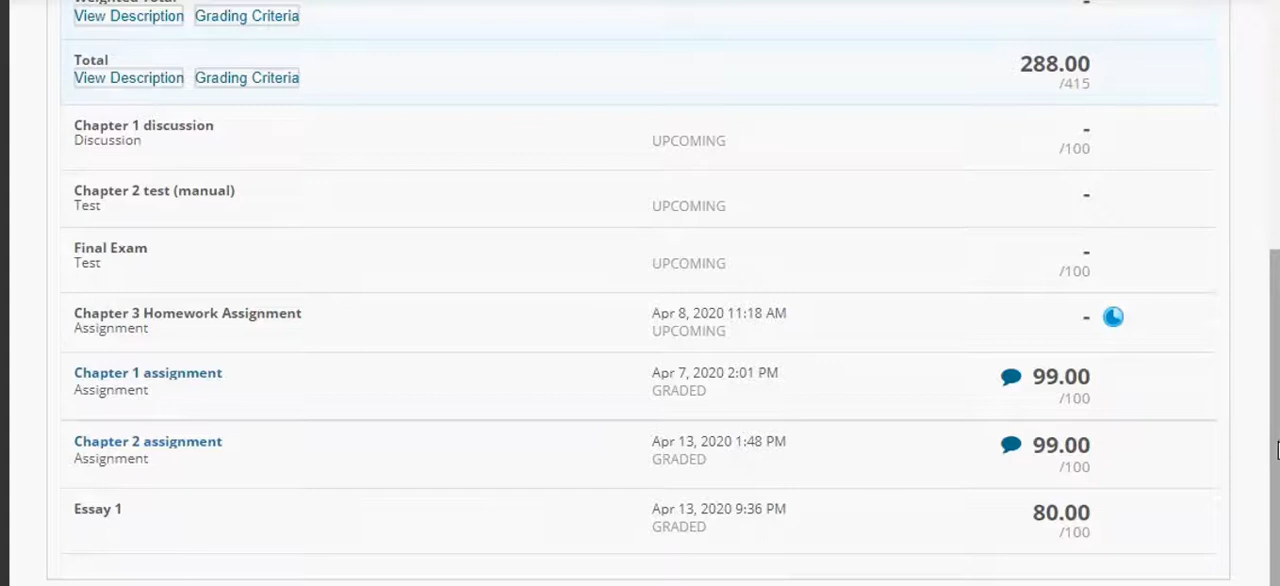 View Description Grading Criteria
-
Total
View Description Grading Criteria
288.00
/415
Chapter 1 discussion
Discussion
UPCOMING
-
/100
Chapter 2 test (manual)
Test
UPCOMING
-
Final Exam
Test
UPCOMING
-
/100
Chapter 3 Homework Assignment
Assignment
Apr 8, 2020 11:18 AM
UPCOMING
-
Chapter 1 assignment
Assignment
Apr 7, 2020 2:01 PM
GRADED
99.00
/100
Chapter 2 assignment
Assignment
Apr 13, 2020 1:48 PM
GRADED
99.00
/100
Essay 1
Apr 13, 2020 9:36 PM
GRADED
80.00
/100